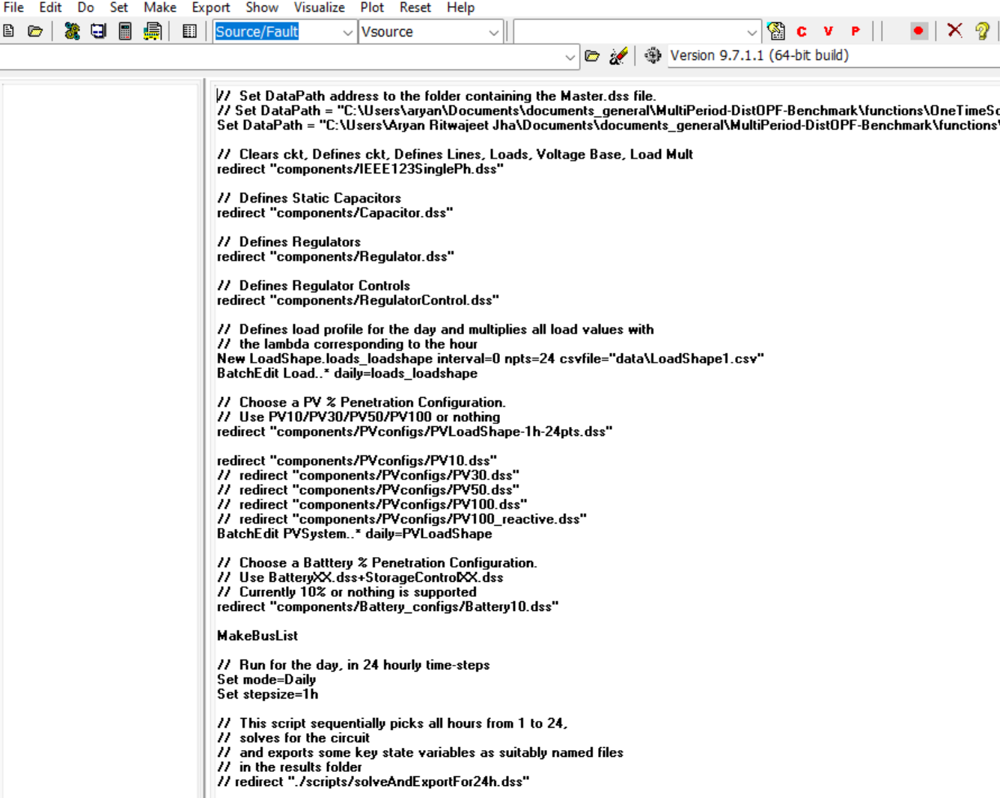 File Edit Do Set Make Export Show Visualize Plot Reset Help
Source/Fault Vsource C V P
Version 9.7.1.1 (64-bit build)
// Set DataPath address to the folder containing the Master.dss file.
// Set DataPath = "C:\Users\aryan\Documents\documents_general\MultiPeriod-DistOPF-Benchmark\functions\OneTimeSc
Set DataPath = "C:\Users\Aryan Ritwajeet Jha\Documents\documents_general\MultiPeriod-DistOPF-Benchmark\functions\
// Clears ckt, Defines ckt, Defines Lines, Loads, Voltage Base, Load Mult
redirect "components/IEEE123SinglePh.dss"
// Defines Static Capacitors
redirect "components/Capacitor.dss"
// Defines Regulators
redirect "components/Regulator.dss"
// Defines Regulator Controls
redirect "components/RegulatorControl.dss"
// Defines load profile for the day and multiplies all load values with
// the lambda corresponding to the hour
New LoadShape.loads_loadshape interval=0 npts=24 csvfile="data\LoadShape1.csv"
BatchEdit Load..* daily=loads_loadshape
// Choose a PV % Penetration Configuration.
// Use PV10/PV30/PV50/PV100 or nothing
redirect "components/PVconfigs/PVLoadShape-1h-24pts.dss"
redirect "components/PVconfigs/PV10.dss"
// redirect "components/PVconfigs/PV30.dss"
// redirect "components/PVconfigs/PV50.dss"
// redirect "components/PVconfigs/PV100.dss"
// redirect "components/PVconfigs/PV100_reactive.dss"
BatchEdit PVSystem..* daily=PVLoadShape
// Choose a Batttery % Penetration Configuration.
// Use BatteryXX.dss+StorageControlXX.dss
// Currently 10% or nothing is supported
redirect "components/Battery_configs/Battery10.dss"
MakeBusList
// Run for the day, in 24 hourly time-steps
Set mode=Daily
Set stepsize=1h
// This script sequentially picks all hours from 1 to 24,
// solves for the circuit
// and exports some key state variables as suitably named files
// in the results folder
// redirect "./scripts/solveAndExportFor24h.dss"